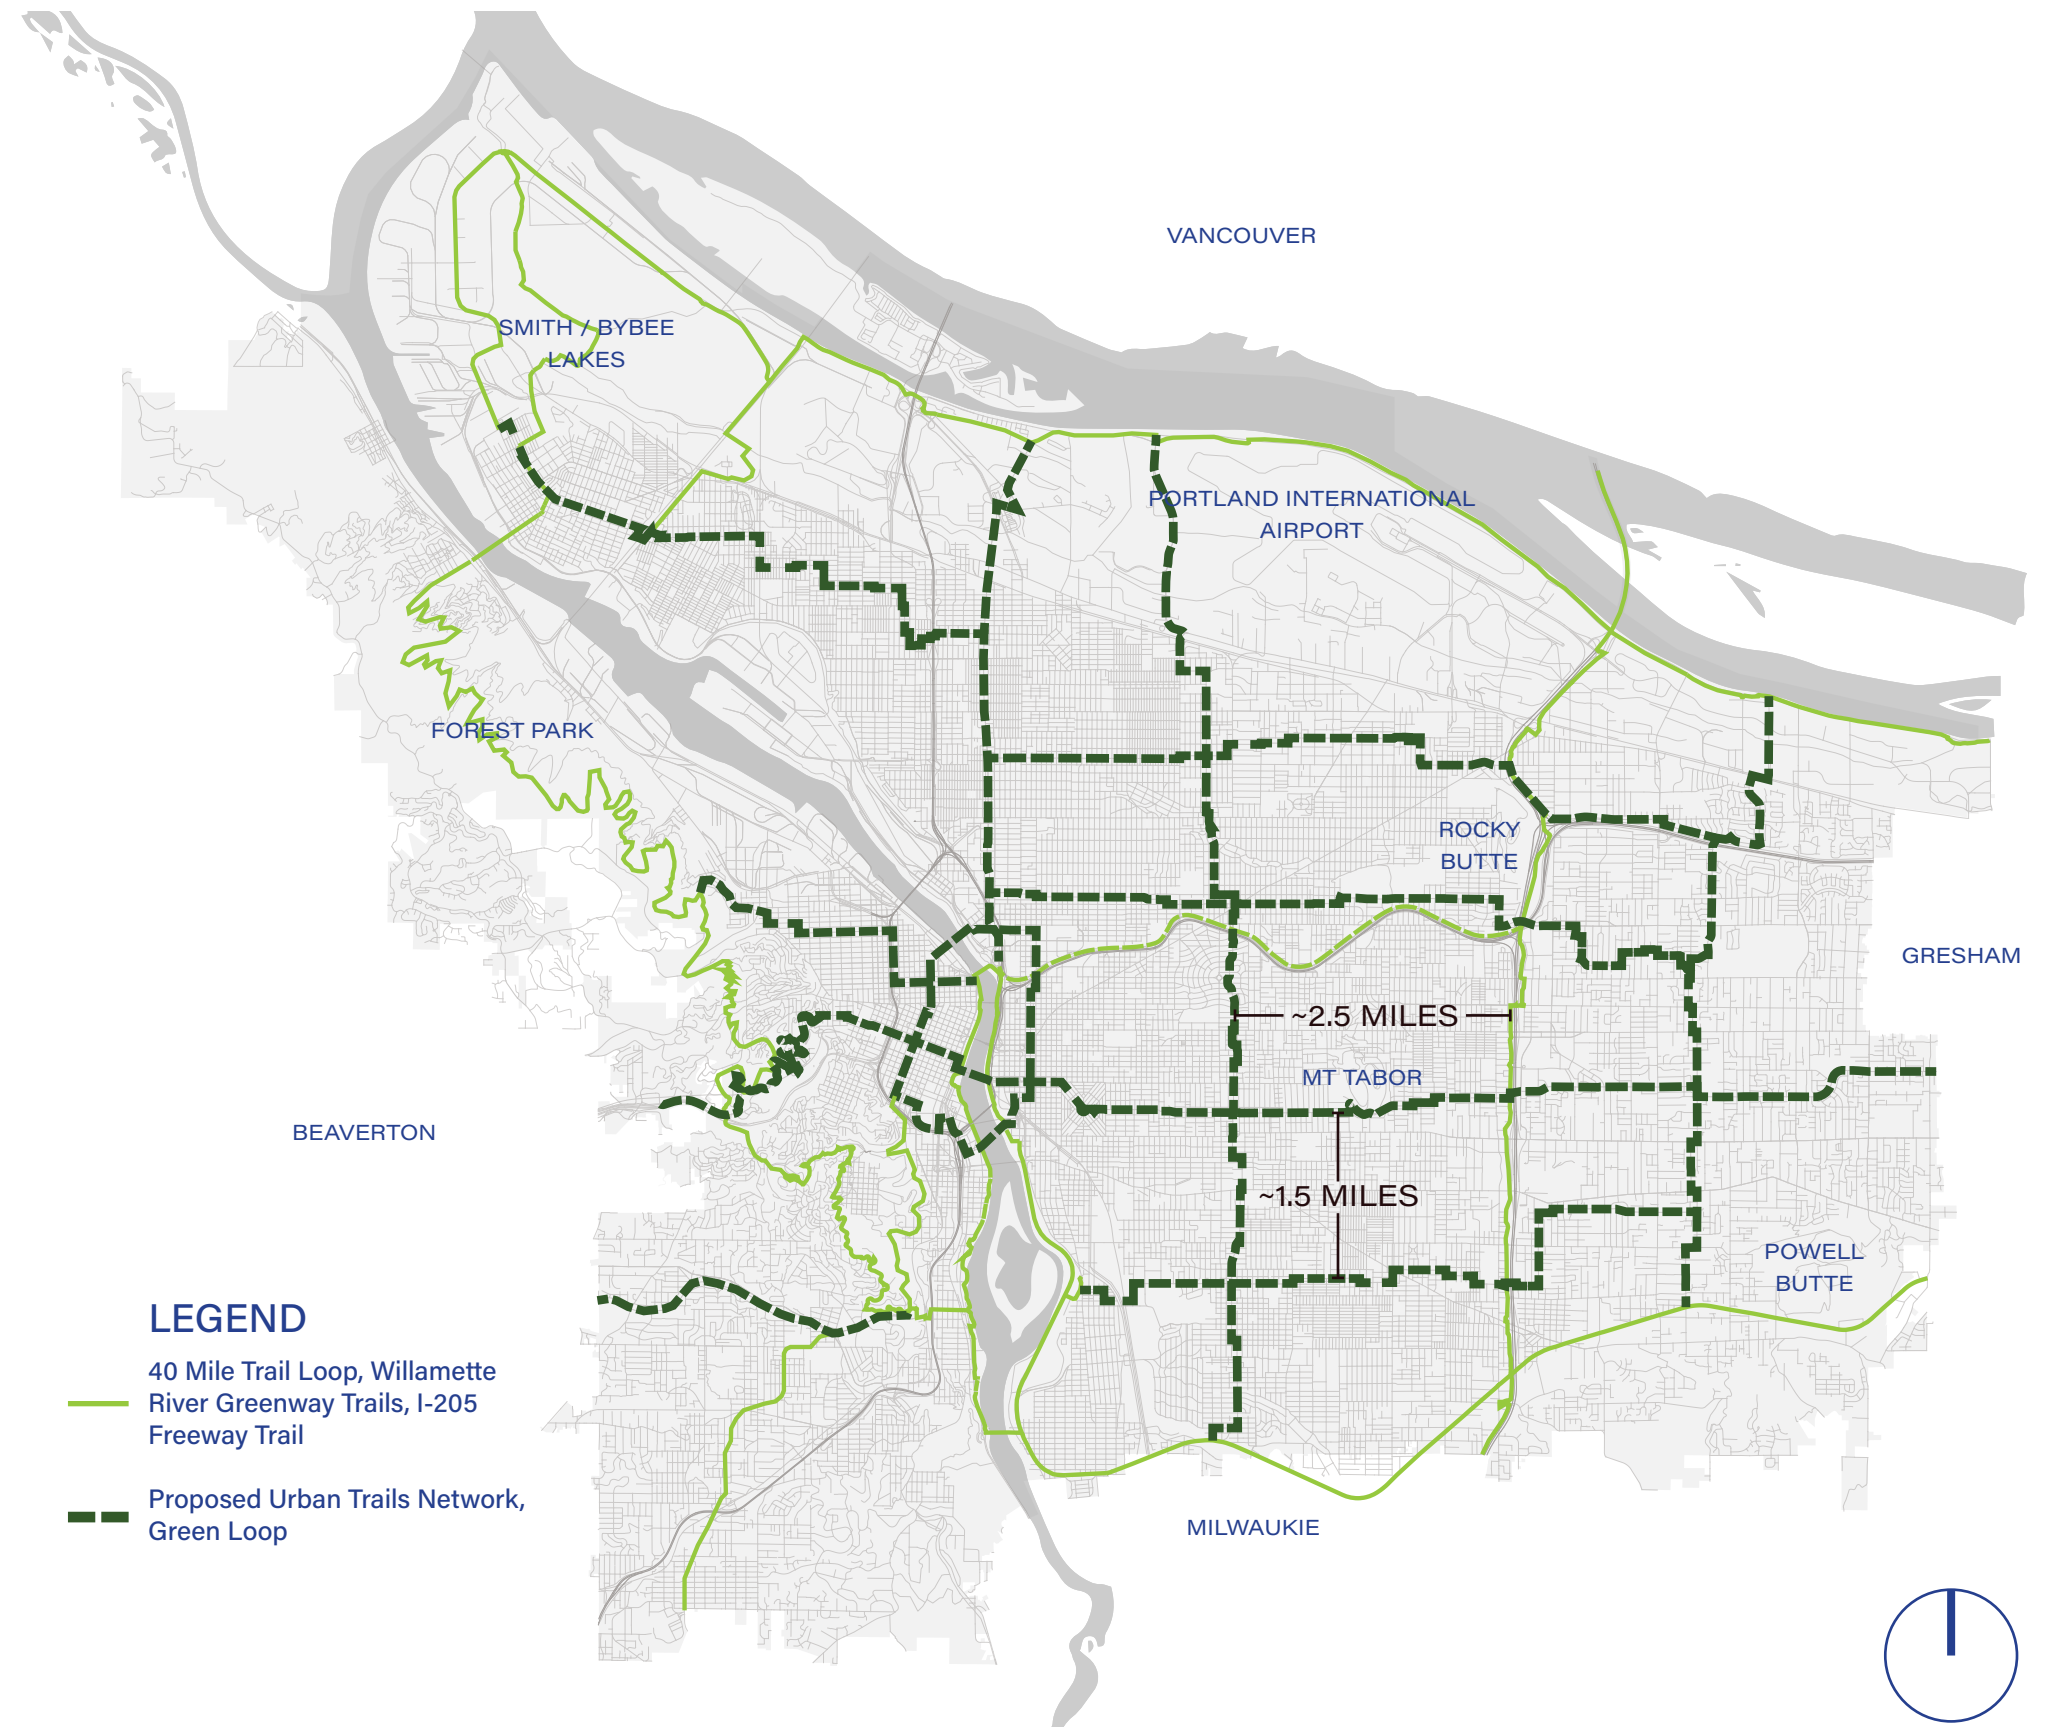 VANCOUVER
SMITH / BYBEE
LAKES
PORTLAND INTERNATIONAL
AIRPORT
FOREST PARK
ROCKY
BUTTE
GRESHAM
~2.5 MILES
MT TABOR
BEAVERTON
~1.5 MILES
POWELL
BUTTE
LEGEND
40 Mile Trail Loop, Willamette
River Greenway Trails, I-205
Freeway Trail
Proposed Urban Trails Network,
Green Loop
MILWAUKIE